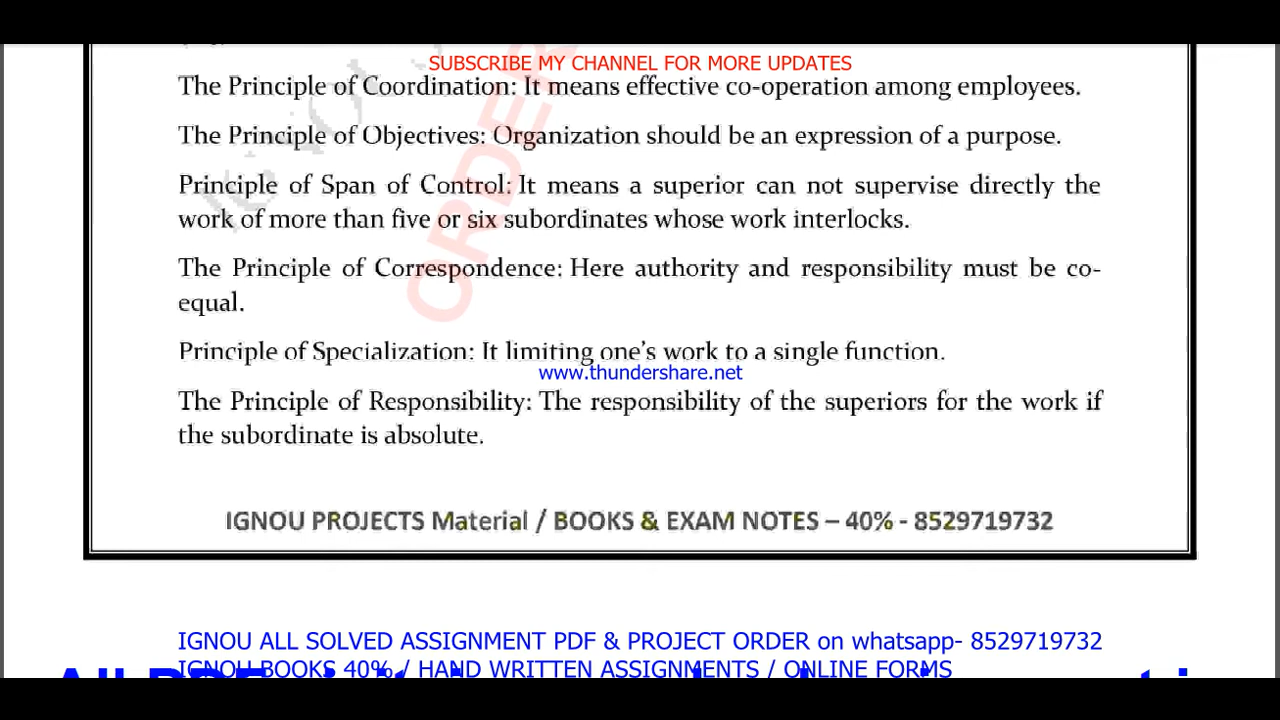 SUBSCRIBE MY CHANNEL FOR MORE UPDATES
The Principle of Coordination: It means effective co-operation among employees.
The Principle of Objectives: Organization should be an expression of a purpose.
Principle of Span of Control: It means a superior can not supervise directly the
work of more than five or six subordinates whose work interlocks.
The Principle of Correspondence: Here authority and responsibility must be co-
equal.
Principle of Specialization: It limiting one's work to a single function.
www.thundershare.net
The Principle of Responsibility: The responsibility of the superiors for the work if
the subordinate is absolute.
IGNOU PROJECTS Material / BOOKS & EXAM NOTES – 40% - 8529719732
IGNOU ALL SOLVED ASSIGNMENT PDF & PROJECT ORDER on whatsapp- 8529719732
IGNOU BOOKS 40% / HAND WRITTEN ASSIGNMENTS / ONLINE FORMS
All PDF
IGNOU
ORDER